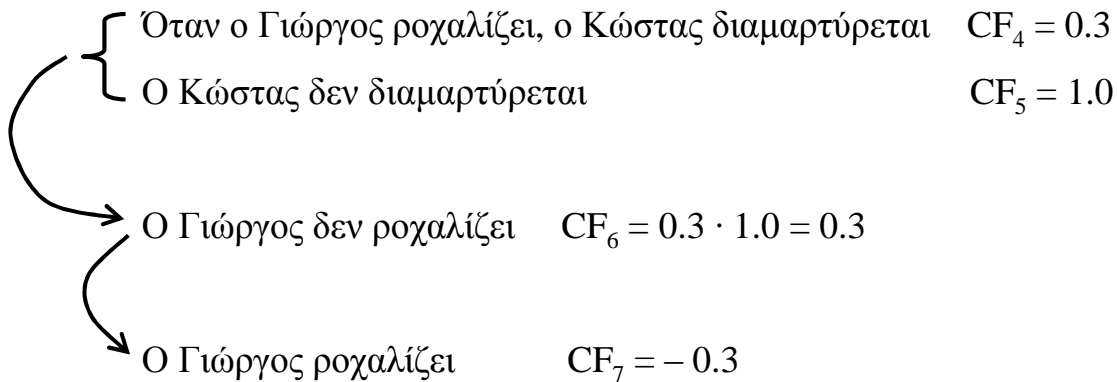 Όταν ο Γιώργος ροχαλίζει, ο Κώστας διαμαρτύρεται CF₄ = 0.3
Ο Κώστας δεν διαμαρτύρεται CF₅ = 1.0
Ο Γιώργος δεν ροχαλίζει CF₆ = 0.3 · 1.0 = 0.3
Ο Γιώργος ροχαλίζει CF₇ = – 0.3